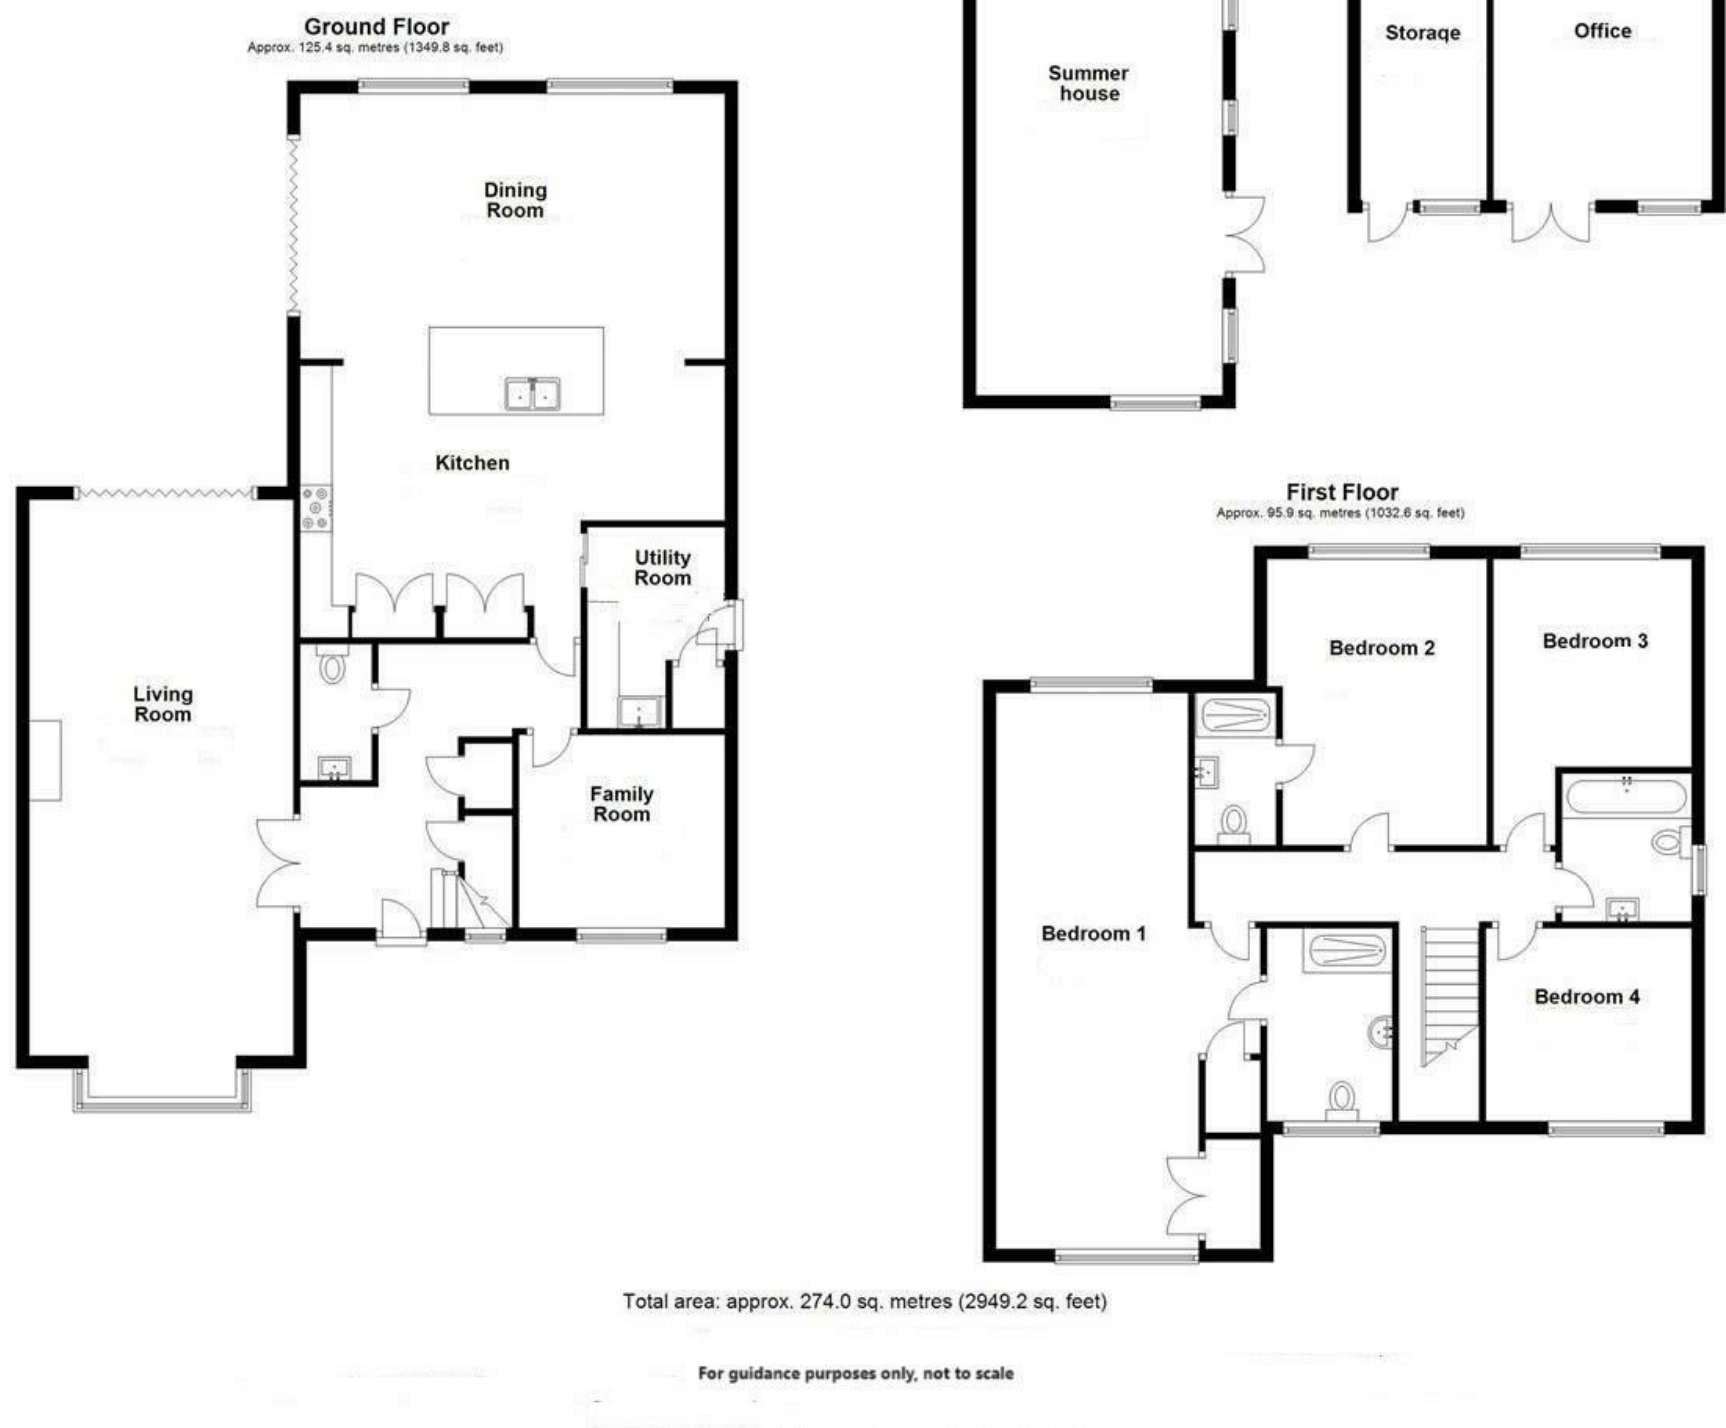 Ground Floor
Approx. 125.4 sq. metres (1349.8 sq. feet)
Dining
Room
Kitchen
Utility
Room
Living
Room
Family
Room
Summer
house
Storage
Office
First Floor
Approx. 95.9 sq. metres (1032.6 sq. feet)
Bedroom 2
Bedroom 3
Bedroom 1
Bedroom 4
Total area: approx. 274.0 sq. metres (2949.2 sq. feet)
For guidance purposes only, not to scale